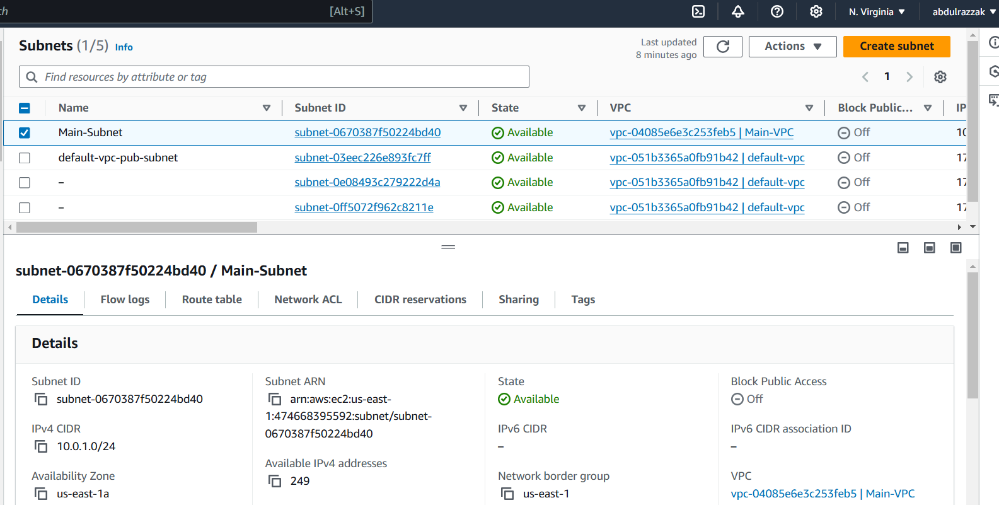 [Alt+S]
N. Virginia
abdulrazzak
Subnets (1/5) Info
Last updated
8 minutes ago
Actions
Create subnet
Find resources by attribute or tag
1
Name Subnet ID State VPC Block Public... IP
Main-Subnet subnet-0670387f50224bd40 Available vpc-04085e6e3c253feb5 | Main-VPC Off 10
default-vpc-pub-subnet subnet-03eec226e893fc7ff Available vpc-051b3365a0fb91b42 | default-vpc Off 17
– subnet-0e08493c279222d4a Available vpc-051b3365a0fb91b42 | default-vpc Off 17
– subnet-0ff5072f962c8211e Available vpc-051b3365a0fb91b42 | default-vpc Off 17
subnet-0670387f50224bd40 / Main-Subnet
Details Flow logs Route table Network ACL CIDR reservations Sharing Tags
Details
Subnet ID
subnet-0670387f50224bd40
IPv4 CIDR
10.0.1.0/24
Availability Zone
us-east-1a
Subnet ARN
arn:aws:ec2:us-east-
1:474668395592:subnet/subnet-
0670387f50224bd40
Available IPv4 addresses
249
State
Available
IPv6 CIDR
–
Network border group
us-east-1
Block Public Access
Off
IPv6 CIDR association ID
–
VPC
vpc-04085e6e3c253feb5 | Main-VPC